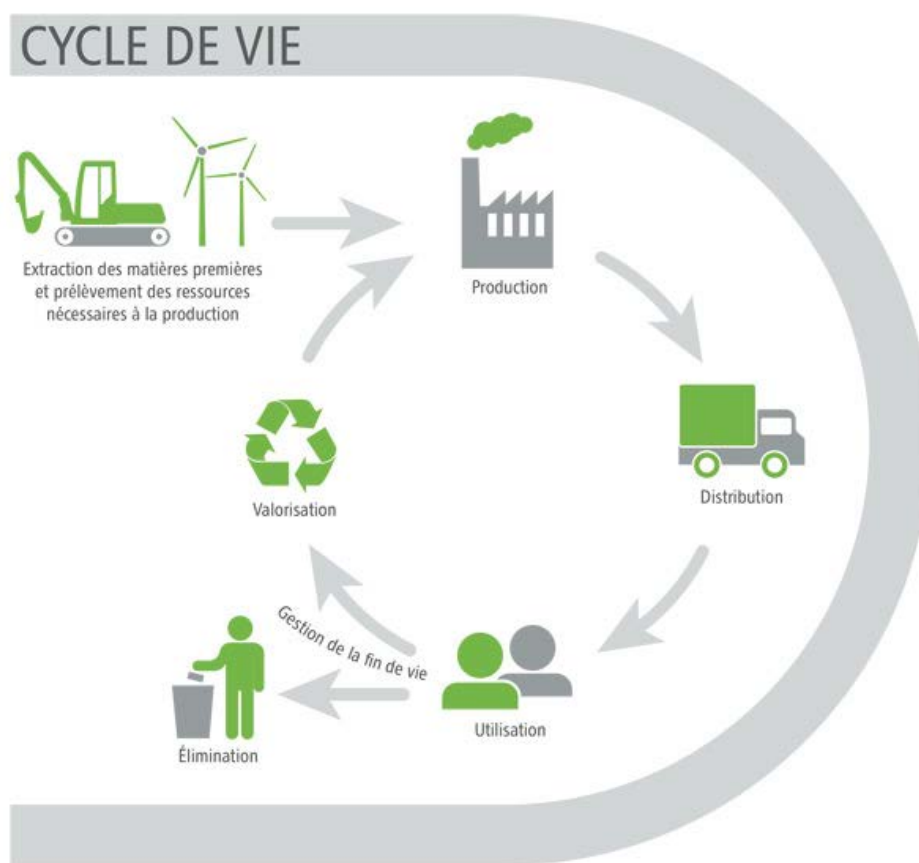 CYCLE DE VIE
Extraction des matières premières
et prélèvement des ressources
nécessaires à la production
Production
Distribution
Valorisation
Gestion de la fin de vie
Utilisation
Élimination